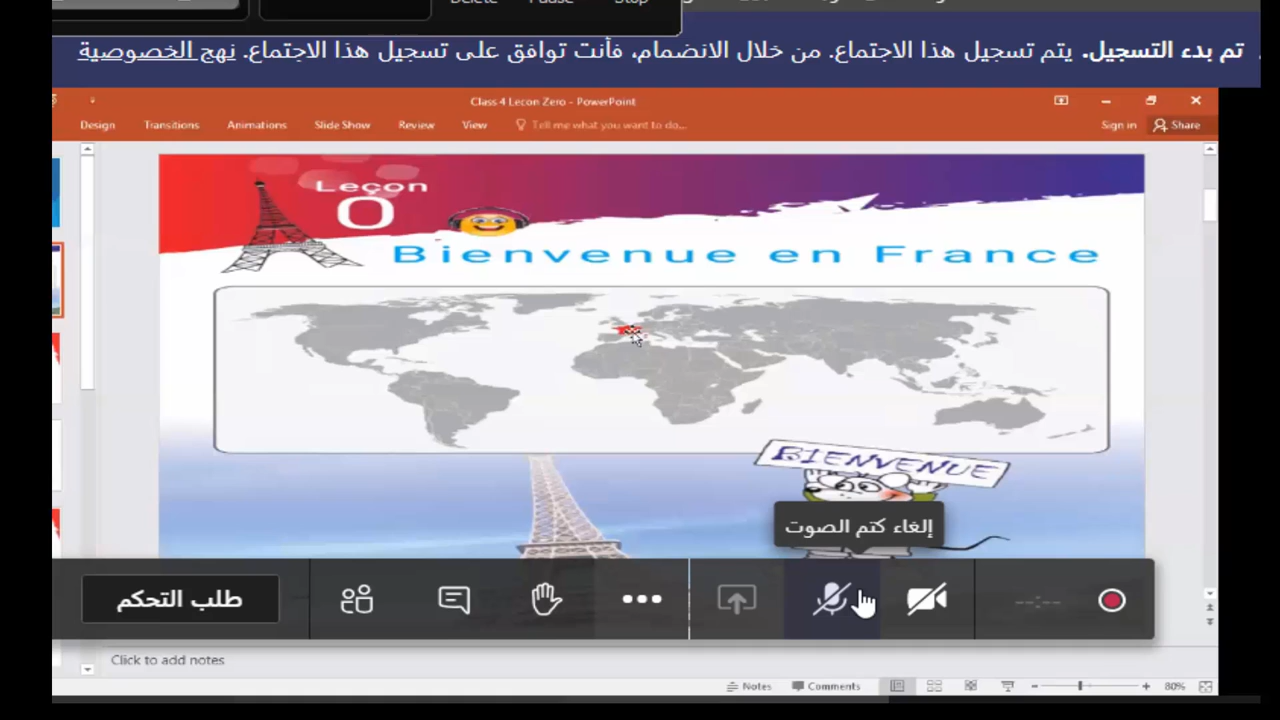 Delete Pause Stop
تم بدء التسجيل. يتم تسجيل هذا الاجتماع. من خلال الانضمام، فأنت توافق على تسجيل هذا الاجتماع. نهج الخصوصية
Class 4 Lecon Zero - PowerPoint
Design Transitions Animations Slide Show Review View Tell me what you want to do... Sign in Share
Leçon
0
Bienvenue en France
BIENVENUE
إلغاء كتم الصوت
طلب التحكم
--:--
Click to add notes
Notes Comments 80%